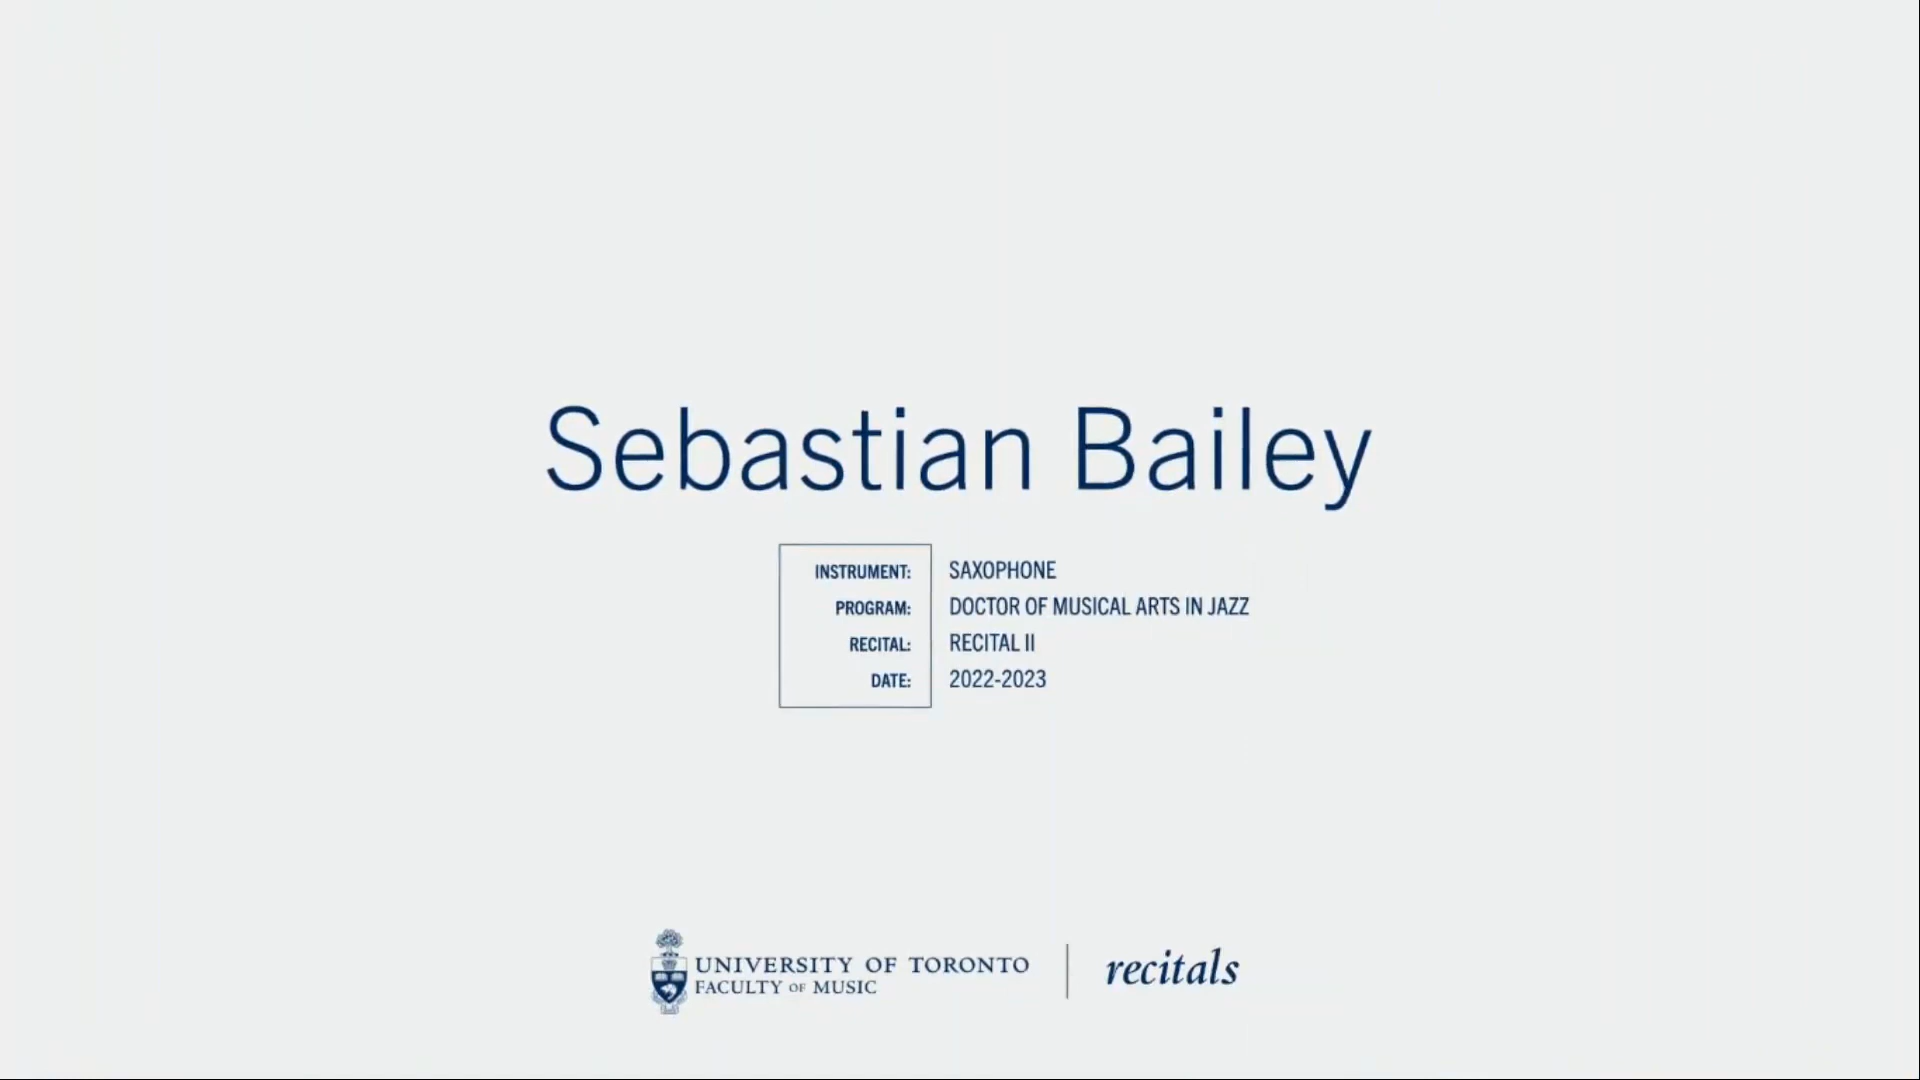 Sebastian Bailey
INSTRUMENT: SAXOPHONE
PROGRAM: DOCTOR OF MUSICAL ARTS IN JAZZ
RECITAL: RECITAL II
DATE: 2022-2023
UNIVERSITY OF TORONTO
FACULTY OF MUSIC
recitals